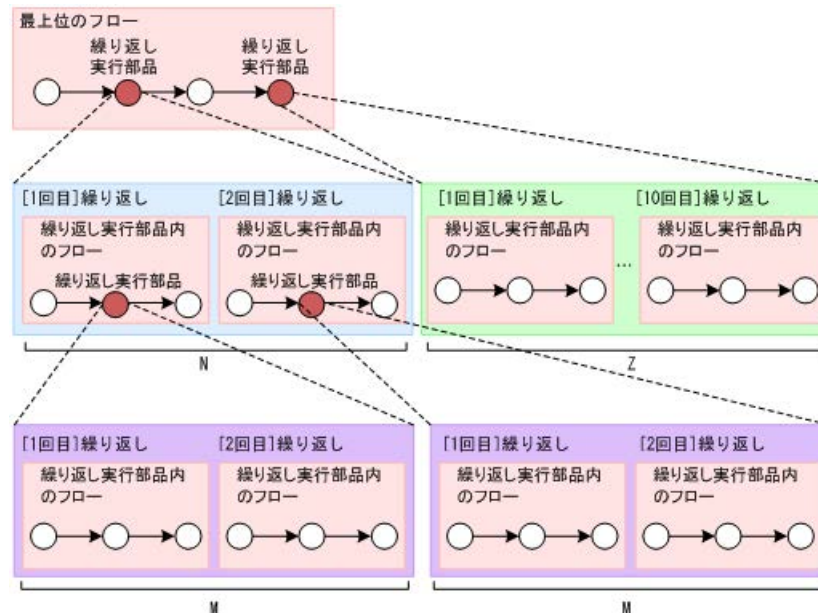 最上位のフロー
繰り返し
実行部品
繰り返し
実行部品
[1回目]繰り返し
[2回目]繰り返し
繰り返し実行部品内
のフロー
繰り返し実行部品内
のフロー
繰り返し実行部品
繰り返し実行部品
[1回目]繰り返し
[10回目]繰り返し
繰り返し実行部品内
のフロー
繰り返し実行部品内
のフロー
...
N
Z
[1回目]繰り返し
[2回目]繰り返し
繰り返し実行部品内
のフロー
繰り返し実行部品内
のフロー
[1回目]繰り返し
[2回目]繰り返し
繰り返し実行部品内
のフロー
繰り返し実行部品内
のフロー
M
M